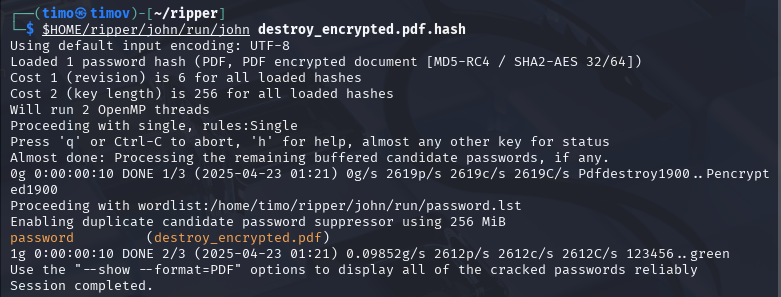 ┌──(timo㉿timov)-[~/ripper]
└─$ $HOME/ripper/john/run/john destroy_encrypted.pdf.hash
Using default input encoding: UTF-8
Loaded 1 password hash (PDF, PDF encrypted document [MD5-RC4 / SHA2-AES 32/64])
Cost 1 (revision) is 6 for all loaded hashes
Cost 2 (key length) is 256 for all loaded hashes
Will run 2 OpenMP threads
Proceeding with single, rules:Single
Press 'q' or Ctrl-C to abort, 'h' for help, almost any other key for status
Almost done: Processing the remaining buffered candidate passwords, if any.
0g 0:00:00:10 DONE 1/3 (2025-04-23 01:21) 0g/s 2619p/s 2619c/s 2619C/s Pdfdestroy1900..Pencrypt
ed1900
Proceeding with wordlist:/home/timo/ripper/john/run/password.lst
Enabling duplicate candidate password suppressor using 256 MiB
password         (destroy_encrypted.pdf)
1g 0:00:00:10 DONE 2/3 (2025-04-23 01:21) 0.09852g/s 2612p/s 2612c/s 2612C/s 123456..green
Use the "--show --format=PDF" options to display all of the cracked passwords reliably
Session completed.